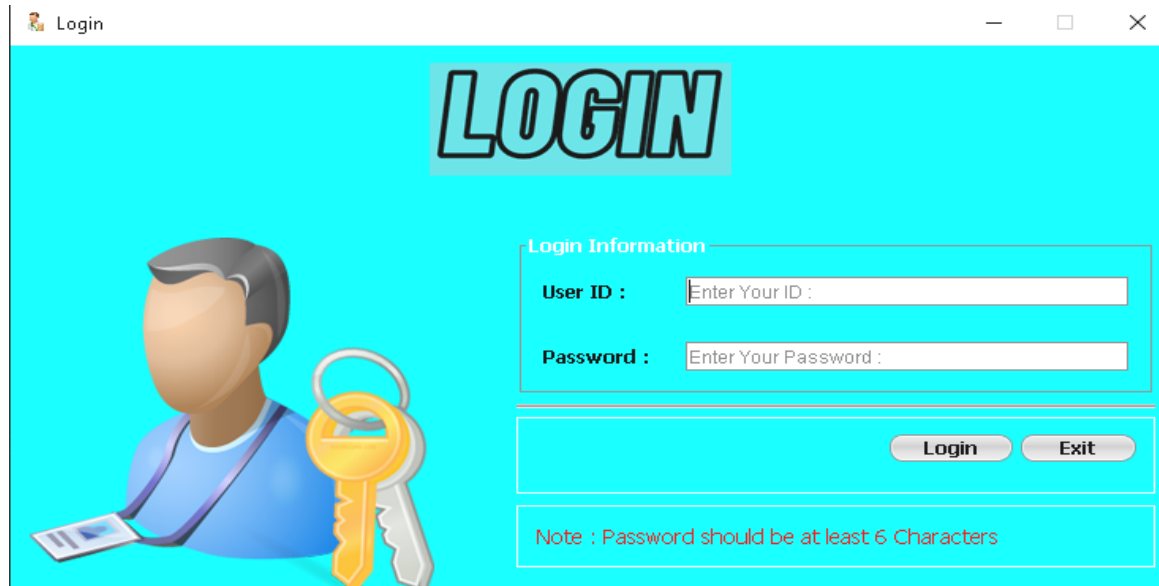 Login
LOGIN
Login Information
User ID : Enter Your ID :
Password : Enter Your Password :
Login Exit
Note : Password should be at least 6 Characters